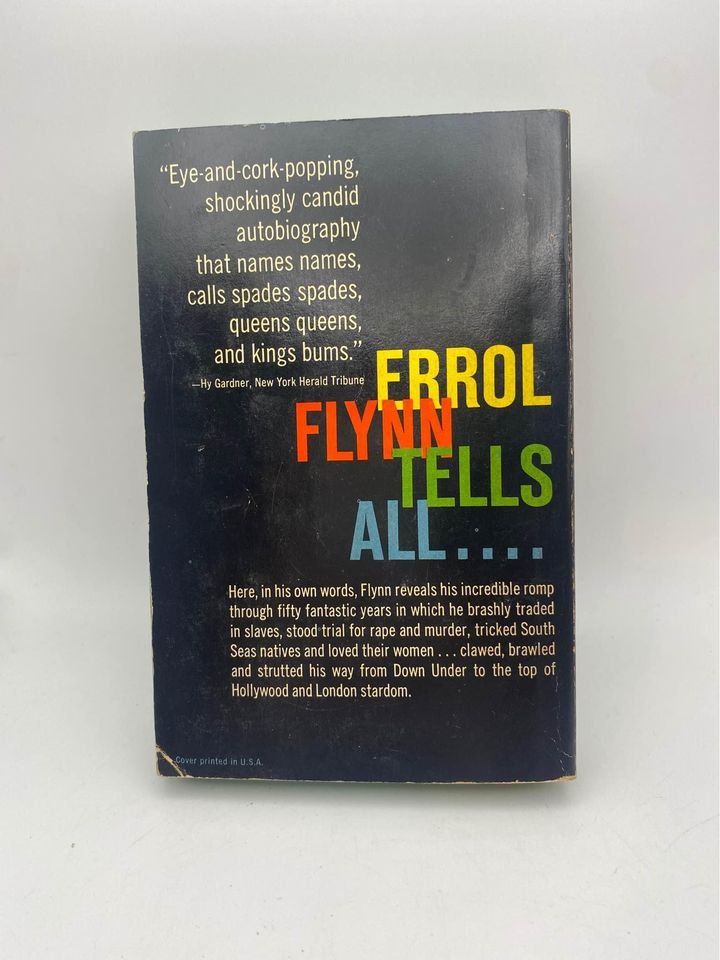 “Eye-and-cork-popping,
shockingly candid
autobiography
that names names,
calls spades spades,
queens queens,
and kings bums.”
—Hy Gardner, New York Herald Tribune
ERROL
FLYNN
TELLS
ALL....
Here, in his own words, Flynn reveals his incredible romp
through fifty fantastic years in which he brashly traded
in slaves, stood trial for rape and murder, tricked South
Seas natives and loved their women ... clawed, brawled
and strutted his way from Down Under to the top of
Hollywood and London stardom.
Cover printed in U.S.A.